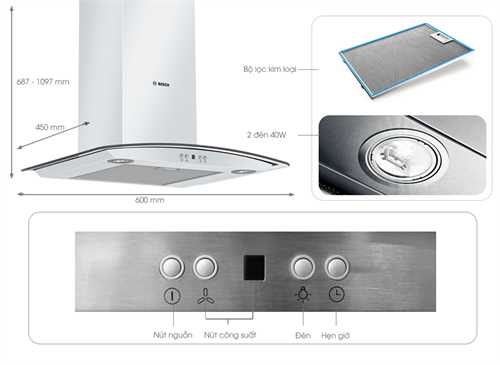 687 - 1097 mm
BOSCH
450 mm
600 mm
Bộ lọc kim loại
2 đèn 40W
Nút nguồn
Nút công suất
Đèn
Hẹn giờ